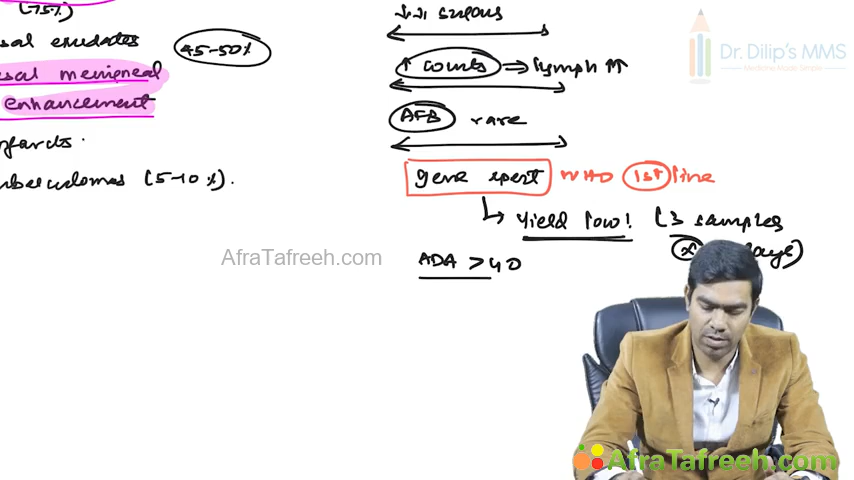 (~75%)
sal exudates 45-50%
sal meningeal
enhancement
nfarcts.
uberculomas (5-10%).
↓↓↓ sugars
↑ counts ⇒ lymph ↑↑
AFB rare
gene xpert WHO 1st line
Yield low! (3 samples
days)
ADA > 40
Dr. Dilip's MMS
Medicine Made Simple
AfraTafreeh.com
AfraTafreeh.com